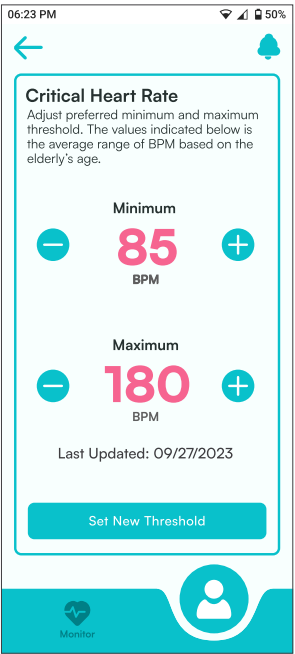 06:23 PM 50%
Critical Heart Rate
Adjust preferred minimum and maximum
threshold. The values indicated below is
the average range of BPM based on the
elderly's age.
Minimum
85
BPM
Maximum
180
BPM
Last Updated: 09/27/2023
Set New Threshold
Monitor